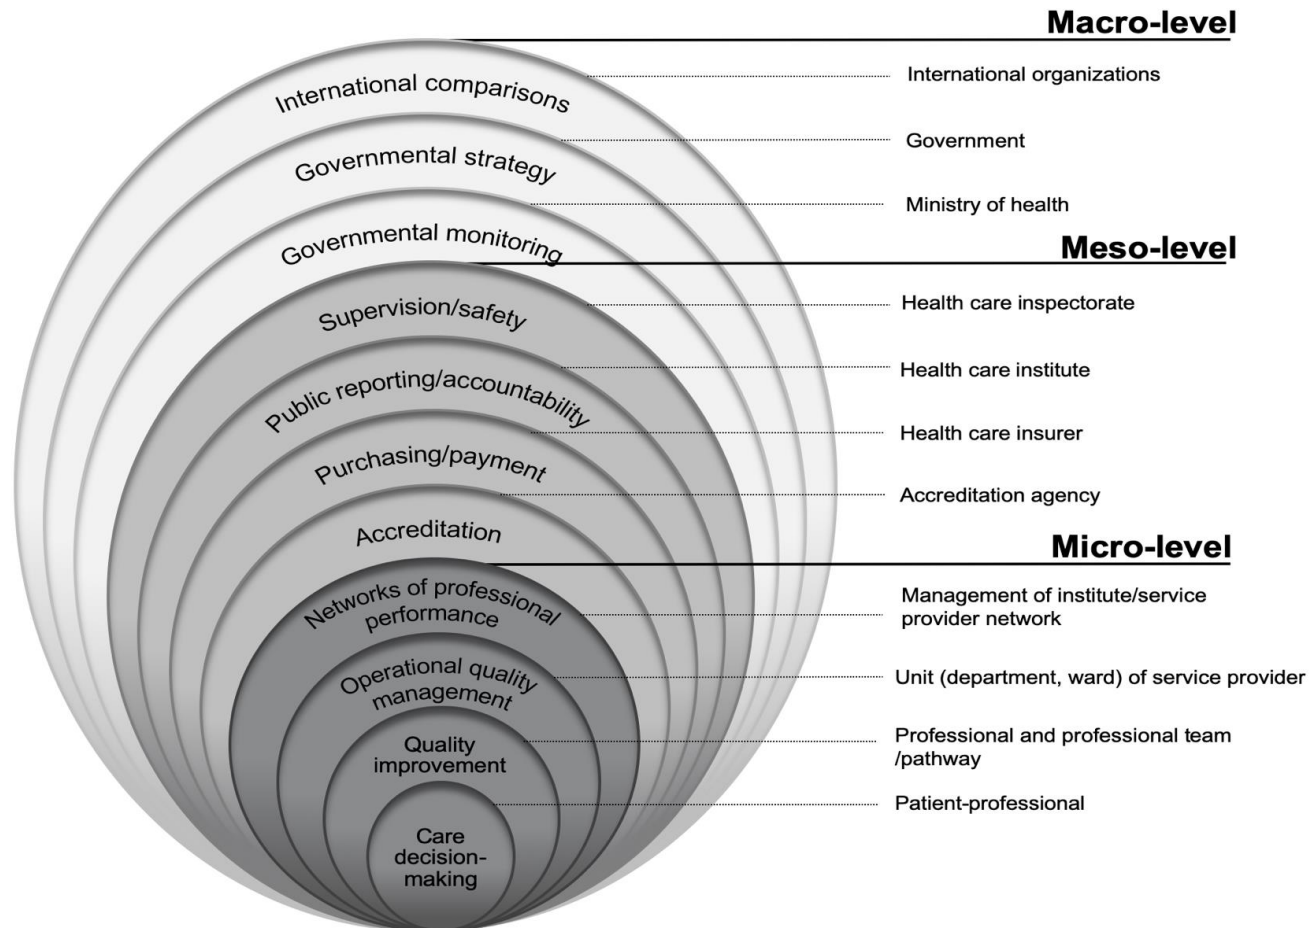 Macro-level
International comparisons
International organizations
Governmental strategy
Government
Governmental monitoring
Ministry of health
Meso-level
Supervision/safety
Health care inspectorate
Public reporting/accountability
Health care institute
Purchasing/payment
Health care insurer
Accreditation
Accreditation agency
Micro-level
Networks of professional
performance
Management of institute/service
provider network
Operational quality
management
Unit (department, ward) of service provider
Quality
improvement
Professional and professional team
/pathway
Care
decision-
making
Patient-professional